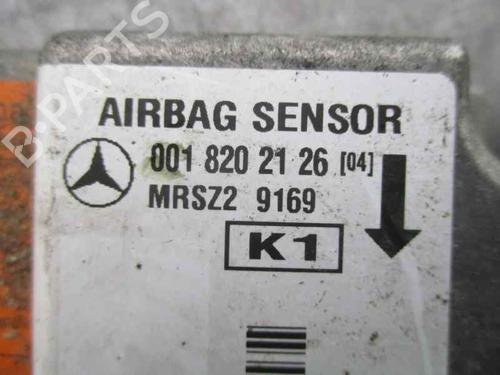 B-PARTS
AIRBAG SENSOR
001 820 21 26 [04]
MRSZ2 9169
K1